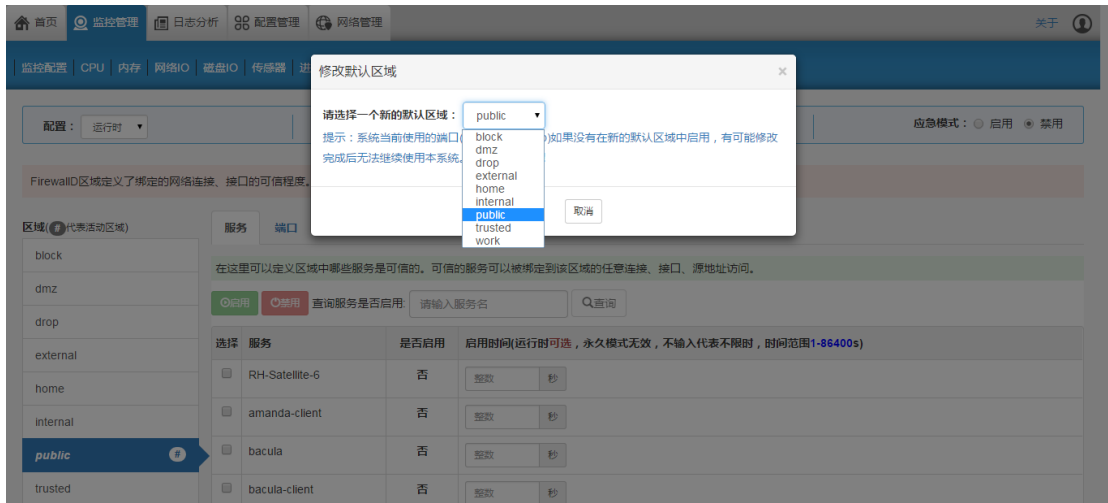 首页 监控管理 日志分析 配置管理 网络管理 关于
监控配置 CPU 内存 网络IO 磁盘IO 传感器 进
修改默认区域 ×
请选择一个新的默认区域： public
提示：系统当前使用的端口( )如果没有在新的默认区域中启用，有可能修改
完成后无法继续使用本系统。
block
dmz
drop
external
home
internal
public
trusted
work
取消
配置： 运行时
应急模式： 启用 禁用
FirewallD区域定义了绑定的网络连接、接口的可信程度。
区域(#代表活动区域)
block
dmz
drop
external
home
internal
public #
trusted
服务 端口
在这里可以定义区域中哪些服务是可信的。可信的服务可以被绑定到该区域的任意连接、接口、源地址访问。
启用 禁用 查询服务是否启用: 请输入服务名 查询
选择 服务 是否启用 启用时间(运行时可选，永久模式无效，不输入代表不限时，时间范围1-86400s)
RH-Satellite-6 否 整数 秒
amanda-client 否 整数 秒
bacula 否 整数 秒
bacula-client 否 整数 秒